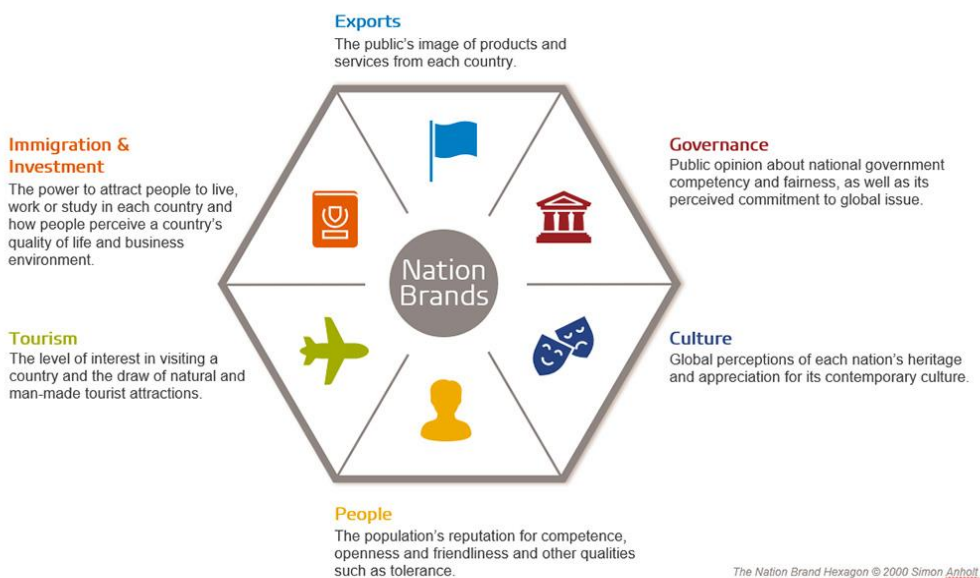 Exports
The public's image of products and
services from each country.
Immigration &
Investment
The power to attract people to live,
work or study in each country and
how people perceive a country's
quality of life and business
environment.
Governance
Public opinion about national government
competency and fairness, as well as its
perceived commitment to global issue.
Nation
Brands
Tourism
The level of interest in visiting a
country and the draw of natural and
man-made tourist attractions.
Culture
Global perceptions of each nation's heritage
and appreciation for its contemporary culture.
People
The population's reputation for competence,
openness and friendliness and other qualities
such as tolerance.
The Nation Brand Hexagon © 2000 Simon Anholt